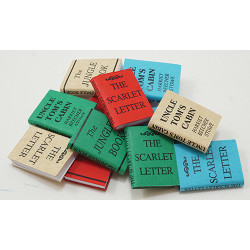 The
JUNGLE
BOOK
THE
SCARLET
LETTER
UNCLE
TOM'S
CABIN
HARRIET
BEECHER
STOWE
UNCLE
TOM'S
CABIN
HARRIET
BEECHER
STOWE
THE
SCARLET
LETTER
The
JUNGLE
BOOK
THE
SCARLET
LETTER
THE
SCARLET
LETTER